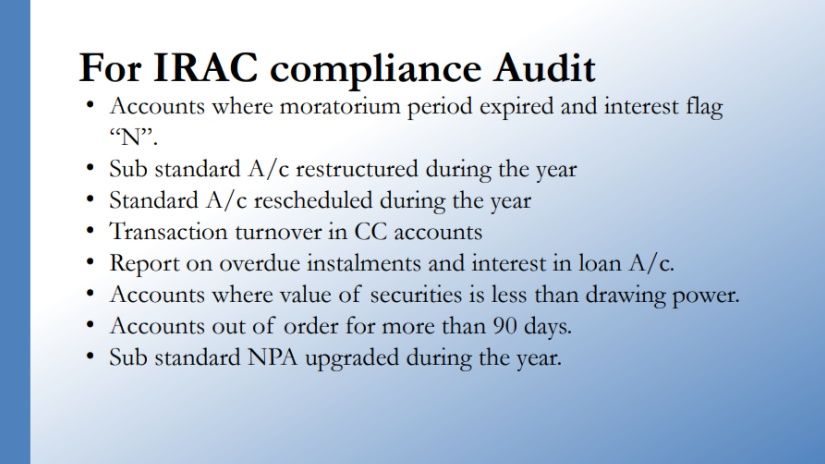 For IRAC compliance Audit
• Accounts where moratorium period expired and interest flag
“N”.
• Sub standard A/c restructured during the year
• Standard A/c rescheduled during the year
• Transaction turnover in CC accounts
• Report on overdue instalments and interest in loan A/c.
• Accounts where value of securities is less than drawing power.
• Accounts out of order for more than 90 days.
• Sub standard NPA upgraded during the year.